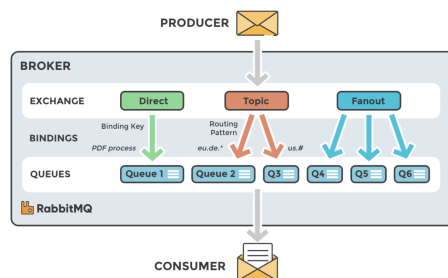 PRODUCER
BROKER
EXCHANGE
Direct
Topic
Fanout
BINDINGS
Binding Key
PDF process
Routing
Pattern
eu.de.*
us.#
QUEUES
Queue 1
Queue 2
Q3
Q4
Q5
Q6
RabbitMQ
CONSUMER